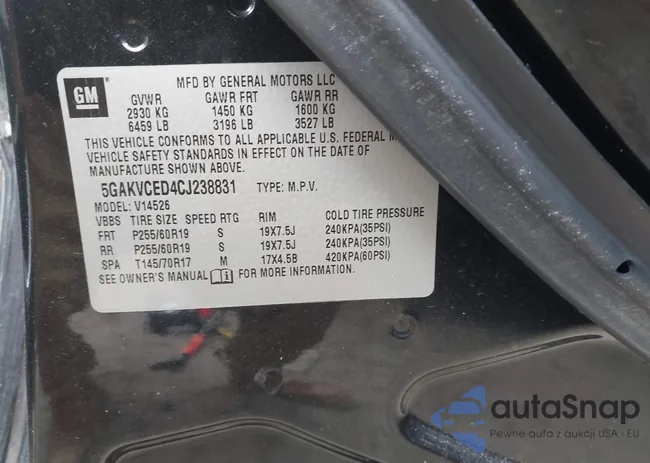 GM
MFD BY GENERAL MOTORS LLC
GVWR GAWR FRT GAWR RR
2930 KG 1450 KG 1600 KG
6459 LB 3196 LB 3527 LB
THIS VEHICLE CONFORMS TO ALL APPLICABLE U.S. FEDERAL M
VEHICLE SAFETY STANDARDS IN EFFECT ON THE DATE OF
MANUFACTURE SHOWN ABOVE.
5GAKVCED4CJ238831 TYPE: M.P.V.
MODEL: V14526
VBBS TIRE SIZE SPEED RTG RIM COLD TIRE PRESSURE
FRT P255/60R19 S 19X7.5J 240KPA(35PSI)
RR P255/60R19 S 19X7.5J 240KPA(35PSI)
SPA T145/70R17 M 17X4.5B 420KPA(60PSI)
SEE OWNER'S MANUAL FOR MORE INFORMATION.
autaSnap
Pewne auta z aukcji USA - EU